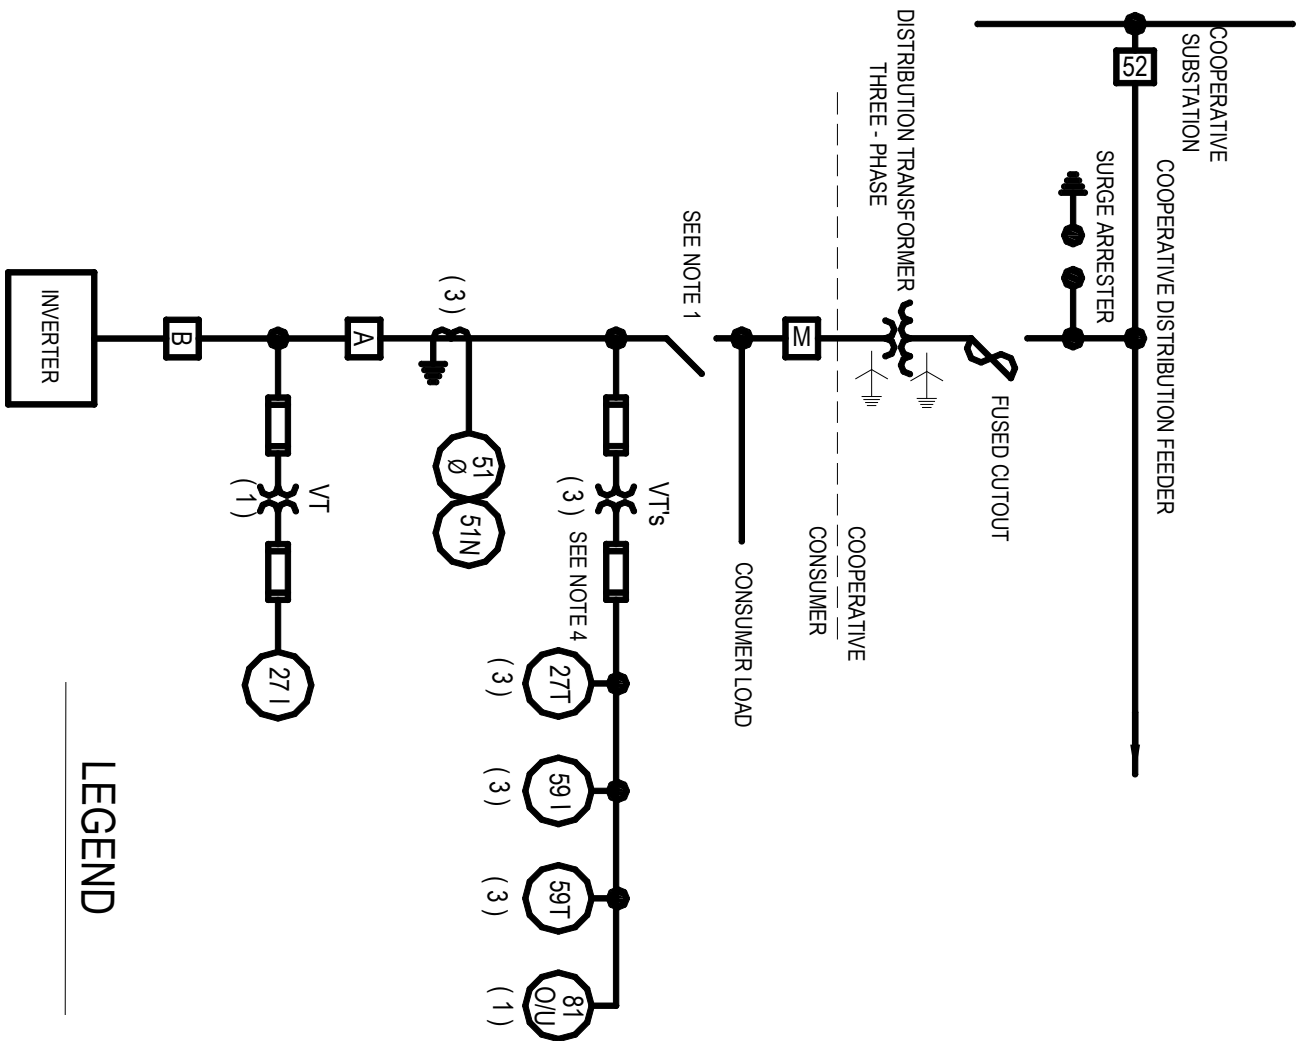 COOPERATIVE
SUBSTATION
52
COOPERATIVE DISTRIBUTION FEEDER
SURGE ARRESTER
FUSED CUTOUT
DISTRIBUTION TRANSFORMER
THREE - PHASE
COOPERATIVE
CONSUMER
M
CONSUMER LOAD
SEE NOTE 1
VT's
( 3 )
SEE NOTE 4
27T
( 3 )
59 I
( 3 )
59T
( 3 )
81
O/U
( 1 )
( 3 )
51
Ø
51N
A
VT
( 1 )
27 I
B
INVERTER
LEGEND